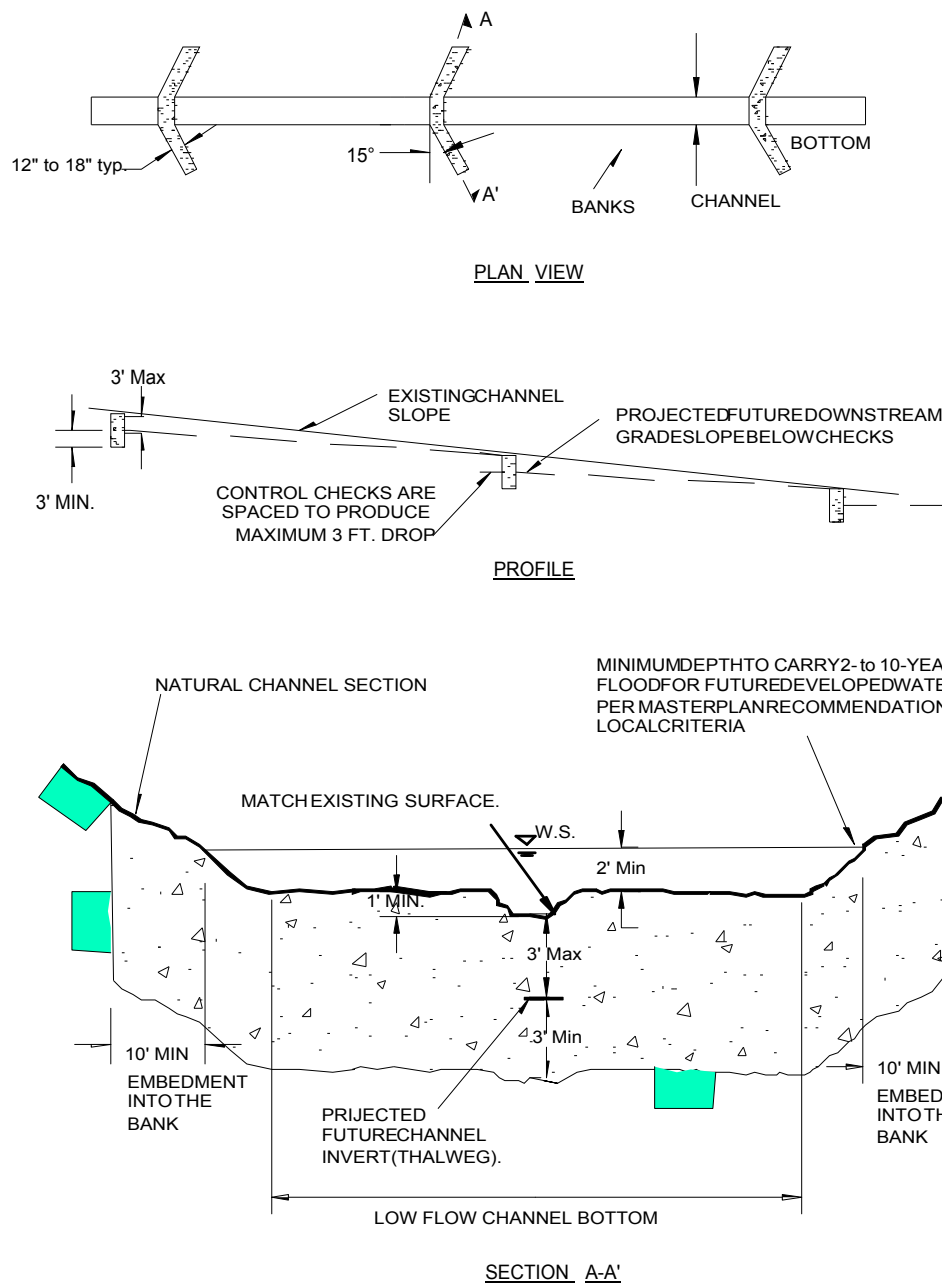 A
12" to 18" typ.
15°
A'
BANKS
CHANNEL
BOTTOM
PLAN VIEW
3' Max
3' MIN.
EXISTINGCHANNEL
SLOPE
PROJECTEDFUTUREDOWNSTREAM
GRADESLOPEBELOWCHECKS
CONTROL CHECKS ARE
SPACED TO PRODUCE
MAXIMUM 3 FT. DROP
PROFILE
NATURAL CHANNEL SECTION
MINIMUMDEPTHTO CARRY2- to 10-YEA
FLOODFOR FUTUREDEVELOPEDWATE
PER MASTERPLANRECOMMENDATION
LOCALCRITERIA
MATCHEXISTING SURFACE.
W.S.
2' Min
1' MIN.
3' Max
3' Min
10' MIN
EMBEDMENT
INTOTHE
BANK
PRIJECTED
FUTURECHANNEL
INVERT(THALWEG).
10' MIN
EMBED
INTOTH
BANK
LOW FLOW CHANNEL BOTTOM
SECTION A-A'